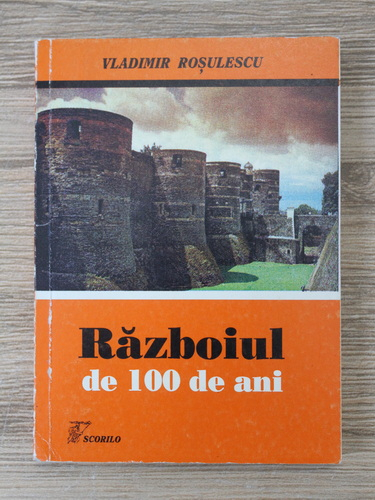 VLADIMIR ROȘULESCU
Războiul
de 100 de ani
SCORILO